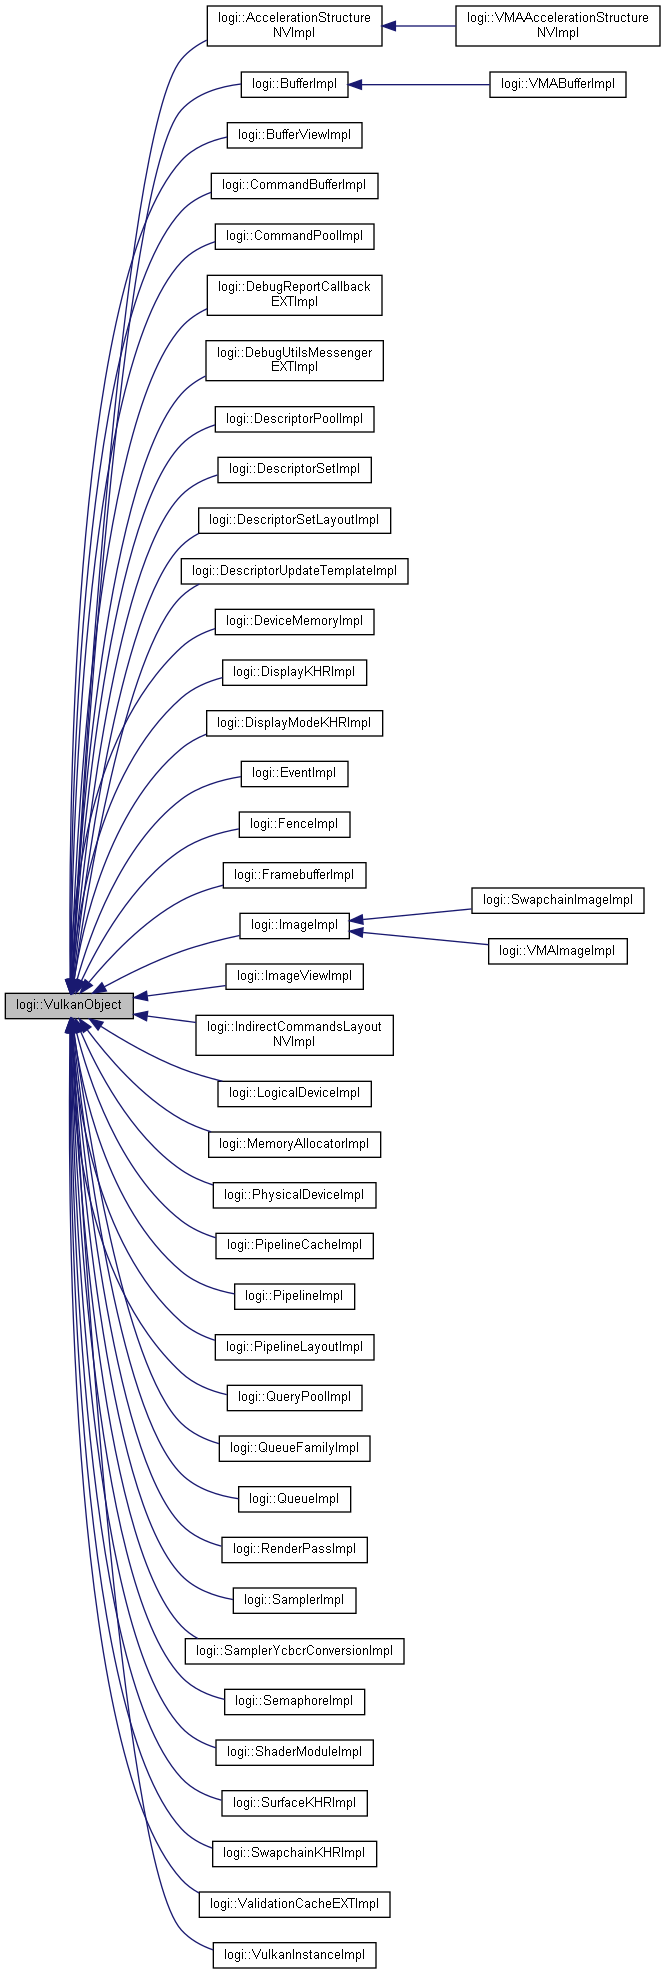 logi::AccelerationStructure
NVImpl
logi::VMAAccelerationStructure
NVImpl
logi::BufferImpl
logi::VMABufferImpl
logi::BufferViewImpl
logi::CommandBufferImpl
logi::CommandPoolImpl
logi::DebugReportCallback
EXTImpl
logi::DebugUtilsMessenger
EXTImpl
logi::DescriptorPoolImpl
logi::DescriptorSetImpl
logi::DescriptorSetLayoutImpl
logi::DescriptorUpdateTemplateImpl
logi::DeviceMemoryImpl
logi::DisplayKHRImpl
logi::DisplayModeKHRImpl
logi::EventImpl
logi::FenceImpl
logi::FramebufferImpl
logi::ImageImpl
logi::SwapchainImageImpl
logi::VMAImageImpl
logi::ImageViewImpl
logi::VulkanObject
logi::IndirectCommandsLayout
NVImpl
logi::LogicalDeviceImpl
logi::MemoryAllocatorImpl
logi::PhysicalDeviceImpl
logi::PipelineCacheImpl
logi::PipelineImpl
logi::PipelineLayoutImpl
logi::QueryPoolImpl
logi::QueueFamilyImpl
logi::QueueImpl
logi::RenderPassImpl
logi::SamplerImpl
logi::SamplerYcbcrConversionImpl
logi::SemaphoreImpl
logi::ShaderModuleImpl
logi::SurfaceKHRImpl
logi::SwapchainKHRImpl
logi::ValidationCacheEXTImpl
logi::VulkanInstanceImpl